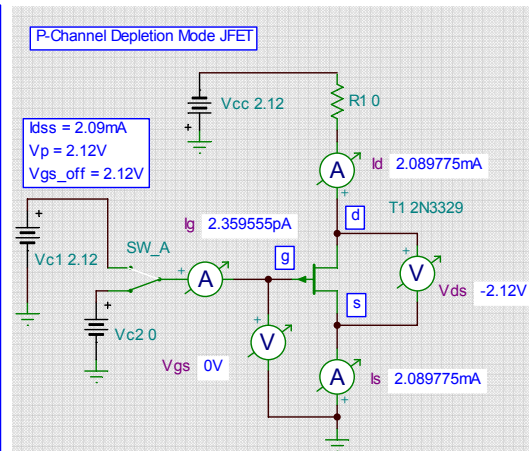 P-Channel Depletion Mode JFET
Vcc 2.12
+
R1 0
Idss = 2.09mA
Vp = 2.12V
Vgs_off = 2.12V
+
A
Id 2.089775mA
T1 2N3329
d
Ig 2.359555pA
+
Vc1 2.12
SW_A
+
A
g
+
V
Vds -2.12V
s
+
Vc2 0
+
V
Vgs 0V
A
Is 2.089775mA
+